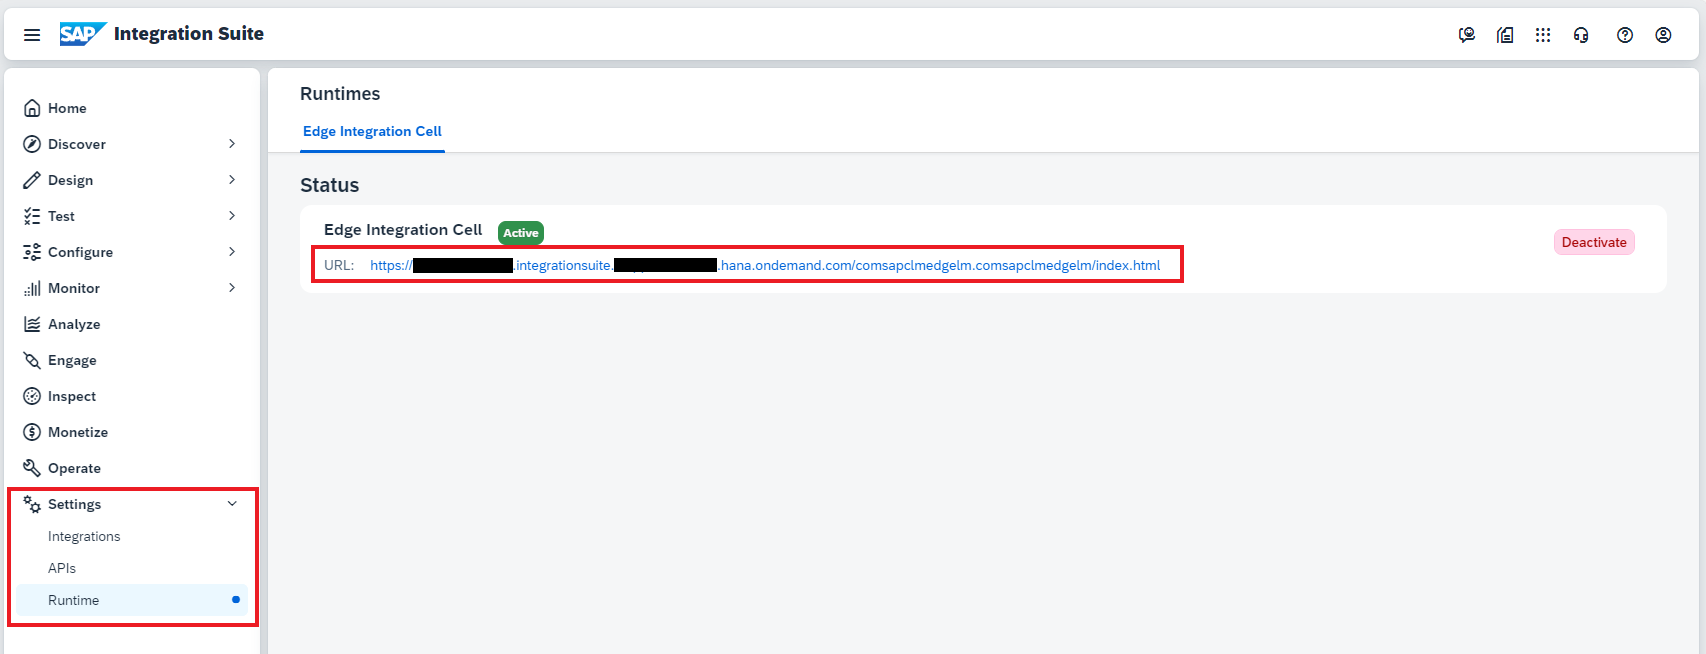 SAP Integration Suite
Home
Discover
Design
Test
Configure
Monitor
Analyze
Engage
Inspect
Monetize
Operate
Settings
Integrations
APIs
Runtime
Runtimes
Edge Integration Cell
Status
Edge Integration Cell Active
Deactivate
URL: https:// .integrationsuite. .hana.ondemand.com/comsapclmedgelm.comsapclmedgelm/index.html